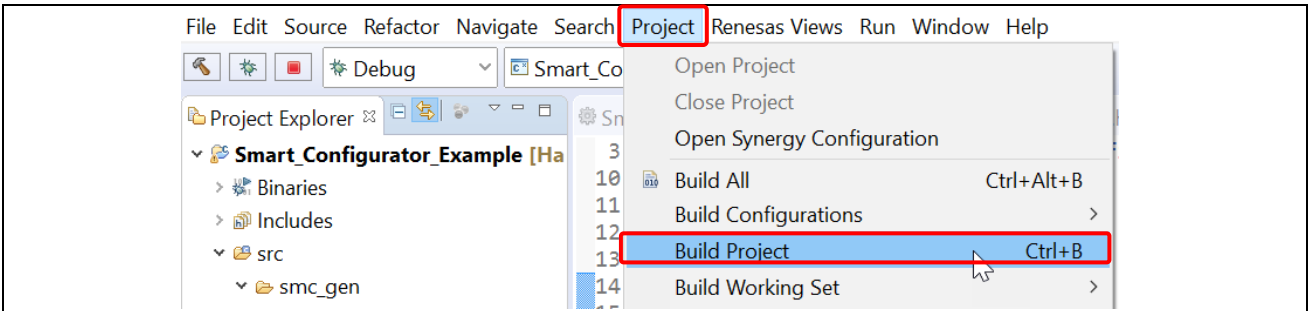 File Edit Source Refactor Navigate Search Project Renesas Views Run Window Help
Debug Smart_Co
Project Explorer
Smart_Configurator_Example [Ha
Binaries
Includes
src
smc_gen
Sm
3
10
11
12
13
14
Open Project
Close Project
Open Synergy Configuration
Build All Ctrl+Alt+B
Build Configurations >
Build Project Ctrl+B
Build Working Set >